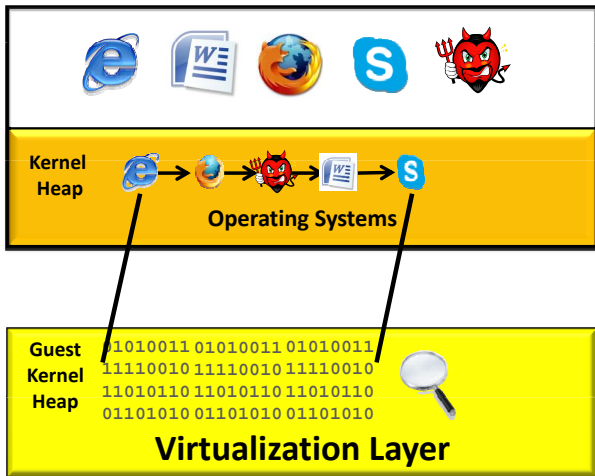 W
S
Kernel
Heap
W
S
Operating Systems
Guest
Kernel
Heap
01010011 01010011 01010011
11110010 11110010 11110010
11010110 11010110 11010110
01101010 01101010 01101010
Virtualization Layer